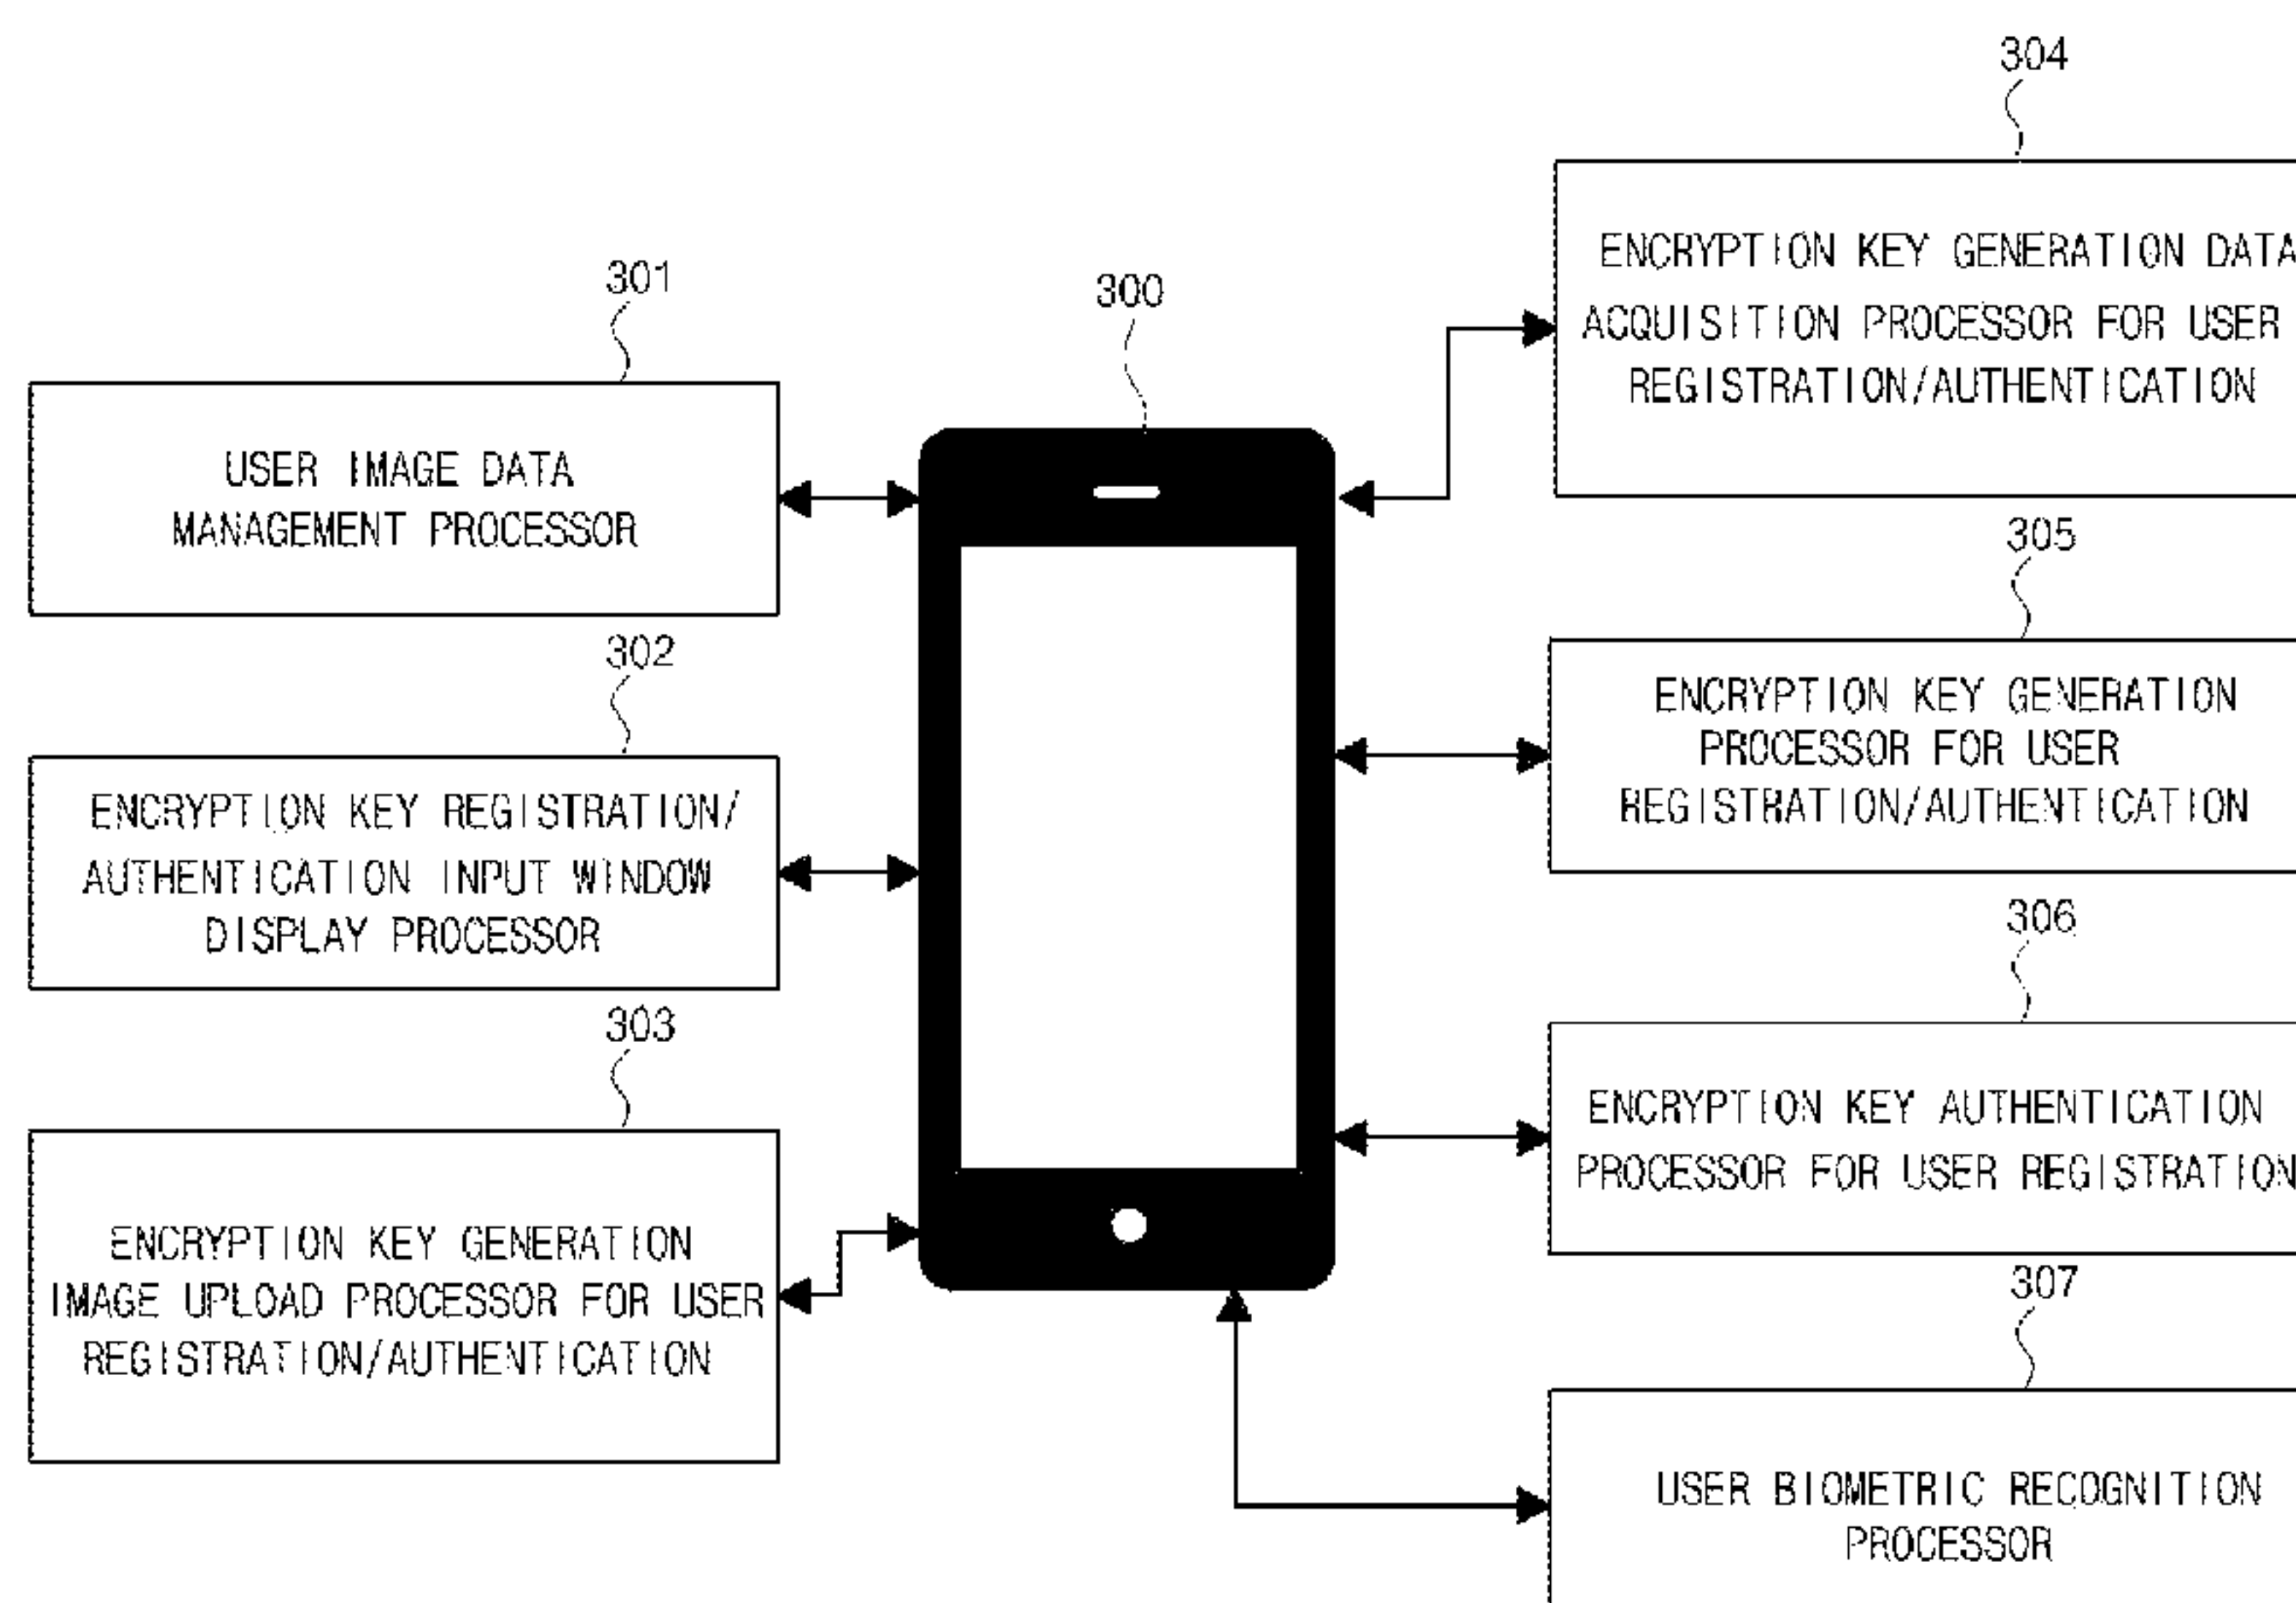 301
USER IMAGE DATA
MANAGEMENT PROCESSOR
302
ENCRYPTION KEY REGISTRATION/
AUTHENTICATION INPUT WINDOW
DISPLAY PROCESSOR
303
ENCRYPTION KEY GENERATION
IMAGE UPLOAD PROCESSOR FOR USER
REGISTRATION/AUTHENTICATION
300
304
ENCRYPTION KEY GENERATION DATA
ACQUISITION PROCESSOR FOR USER
REGISTRATION/AUTHENTICATION
305
ENCRYPTION KEY GENERATION
PROCESSOR FOR USER
REGISTRATION/AUTHENTICATION
306
ENCRYPTION KEY AUTHENTICATION
PROCESSOR FOR USER REGISTRATION
307
USER BIOMETRIC RECOGNITION
PROCESSOR